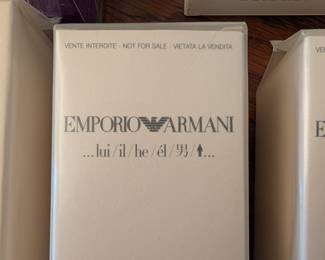 VENTE INTERDITE - NOT FOR SALE - VIETATA LA VENDITA
EMPORIO ARMANI
...lui/il/he/él/男/...